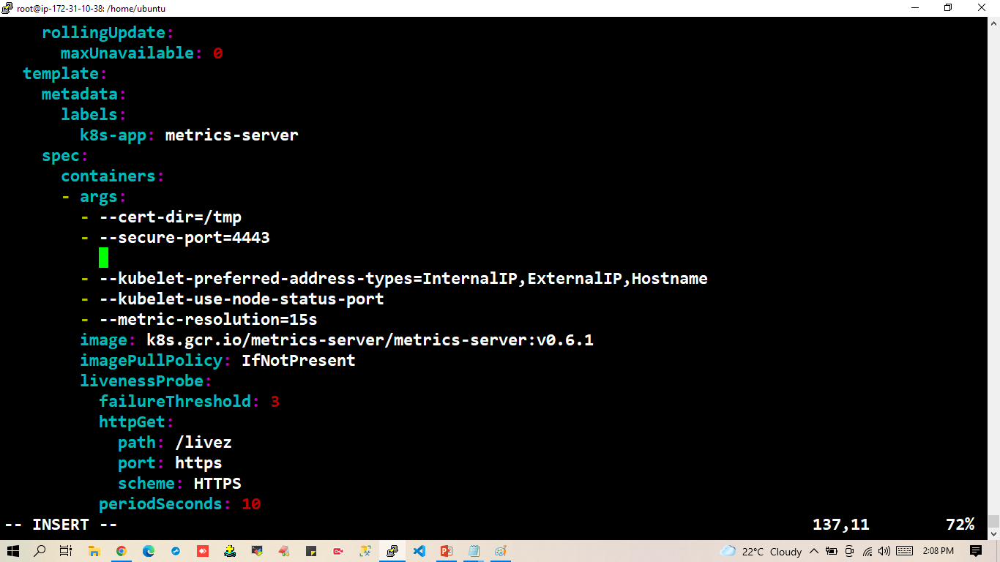 root@ip-172-31-10-38: /home/ubuntu
    rollingUpdate:
      maxUnavailable: 0
  template:
    metadata:
      labels:
        k8s-app: metrics-server
    spec:
      containers:
      - args:
        - --cert-dir=/tmp
        - --secure-port=4443
        - --kubelet-preferred-address-types=InternalIP,ExternalIP,Hostname
        - --kubelet-use-node-status-port
        - --metric-resolution=15s
        image: k8s.gcr.io/metrics-server/metrics-server:v0.6.1
        imagePullPolicy: IfNotPresent
        livenessProbe:
          failureThreshold: 3
          httpGet:
            path: /livez
            port: https
            scheme: HTTPS
          periodSeconds: 10
-- INSERT -- 137,11 72%
22°C Cloudy 2:08 PM